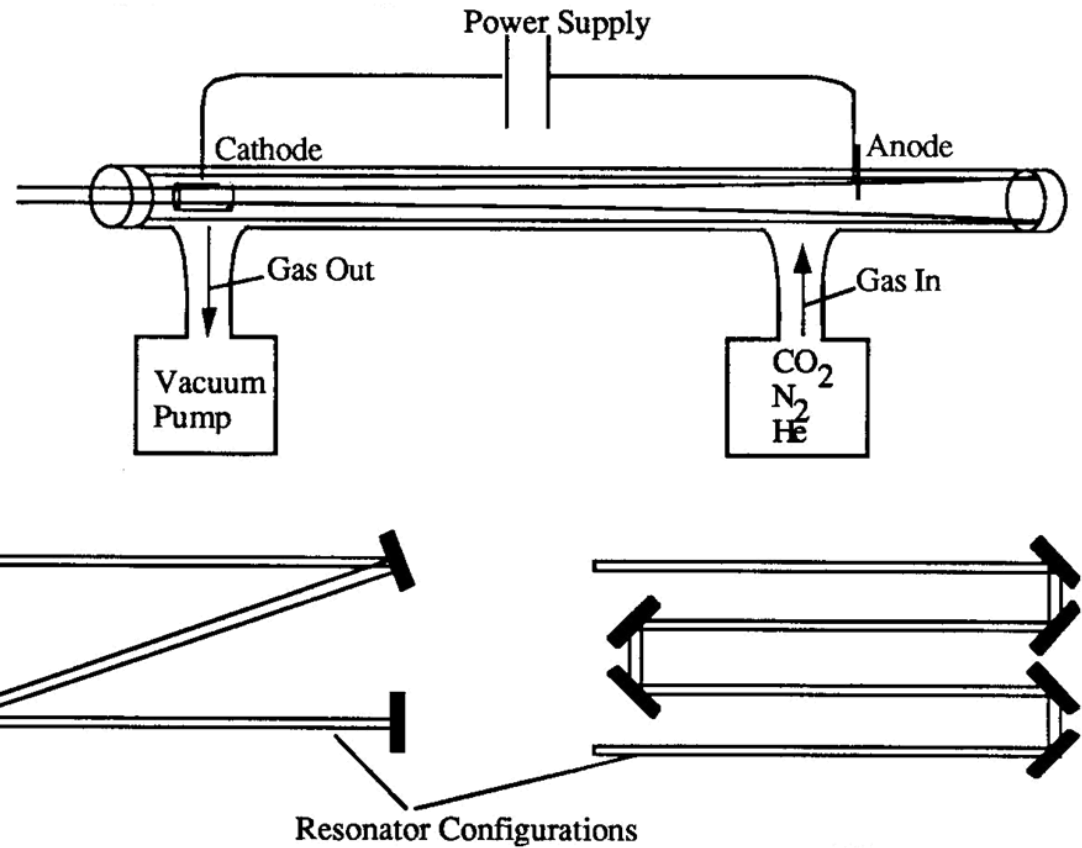 Power Supply
Cathode
Anode
Gas Out
Gas In
Vacuum
Pump
CO2
N2
He
Resonator Configurations